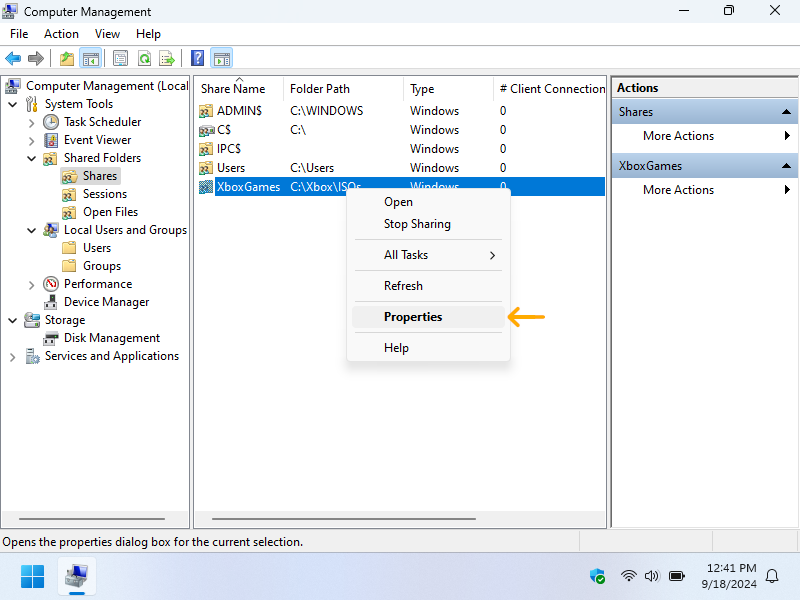 Computer Management
File Action View Help
Computer Management (Local
System Tools
Task Scheduler
Event Viewer
Shared Folders
Shares
Sessions
Open Files
Local Users and Groups
Users
Groups
Performance
Device Manager
Storage
Disk Management
Services and Applications
Share Name Folder Path Type # Client Connection
ADMIN$ C:\WINDOWS Windows 0
C$ C:\ Windows 0
IPC$ Windows 0
Users C:\Users Windows 0
XboxGames C:\Xbox\ISOs Windows 0
Open
Stop Sharing
All Tasks
Refresh
Properties
Help
Actions
Shares
More Actions
XboxGames
More Actions
Opens the properties dialog box for the current selection.
12:41 PM
9/18/2024